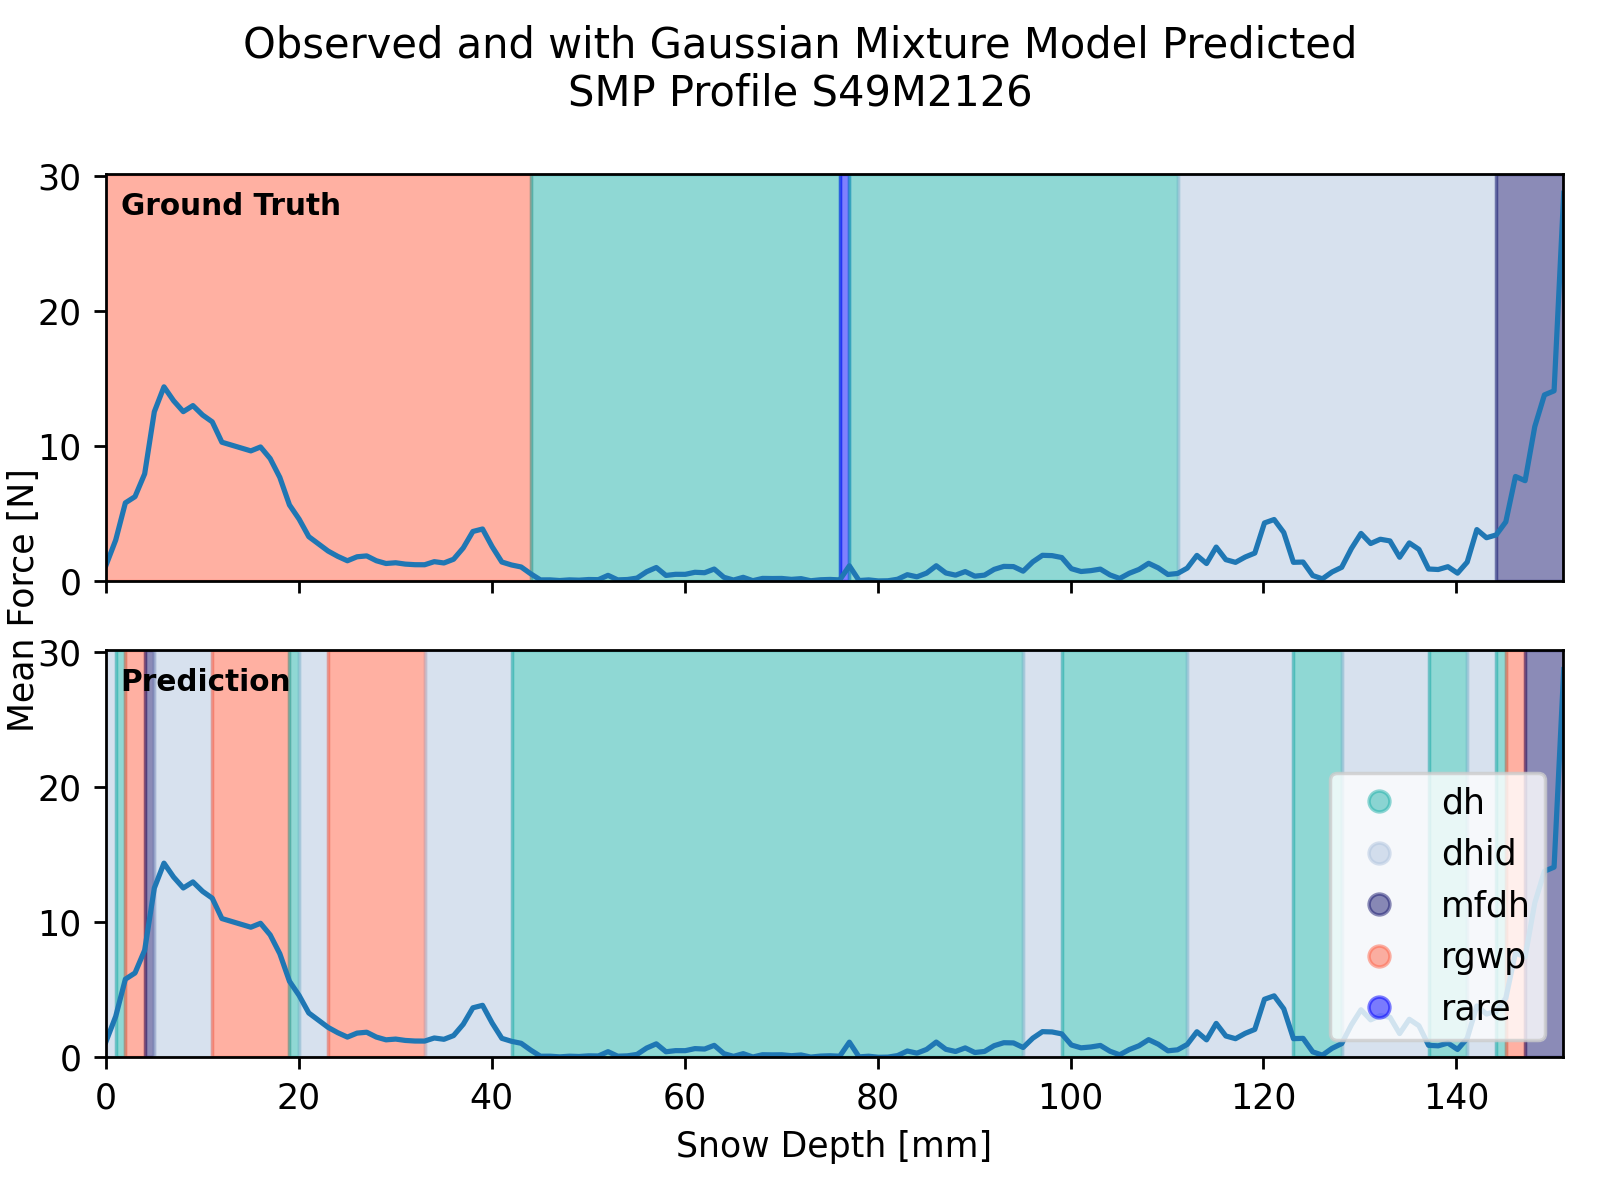 Observed and with Gaussian Mixture Model Predicted
SMP Profile S49M2126
Mean Force [N]
30
20
10
0
Ground Truth
30
20
10
0
Prediction
dh
dhid
mfdh
rgwp
rare
0 20 40 60 80 100 120 140
Snow Depth [mm]